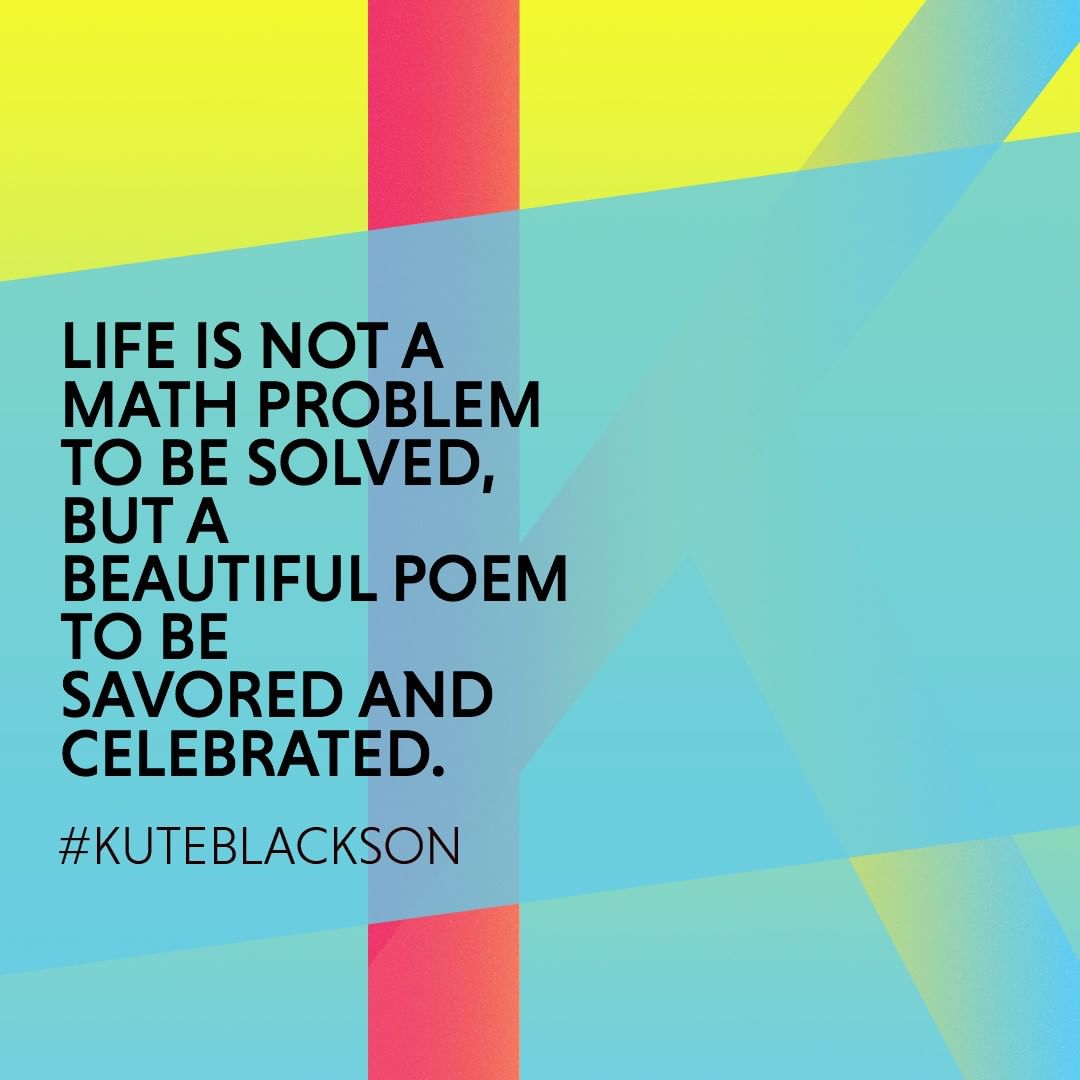 LIFE IS NOT A
MATH PROBLEM
TO BE SOLVED,
BUT A
BEAUTIFUL POEM
TO BE
SAVORED AND
CELEBRATED.
#KUTEBLACKSON